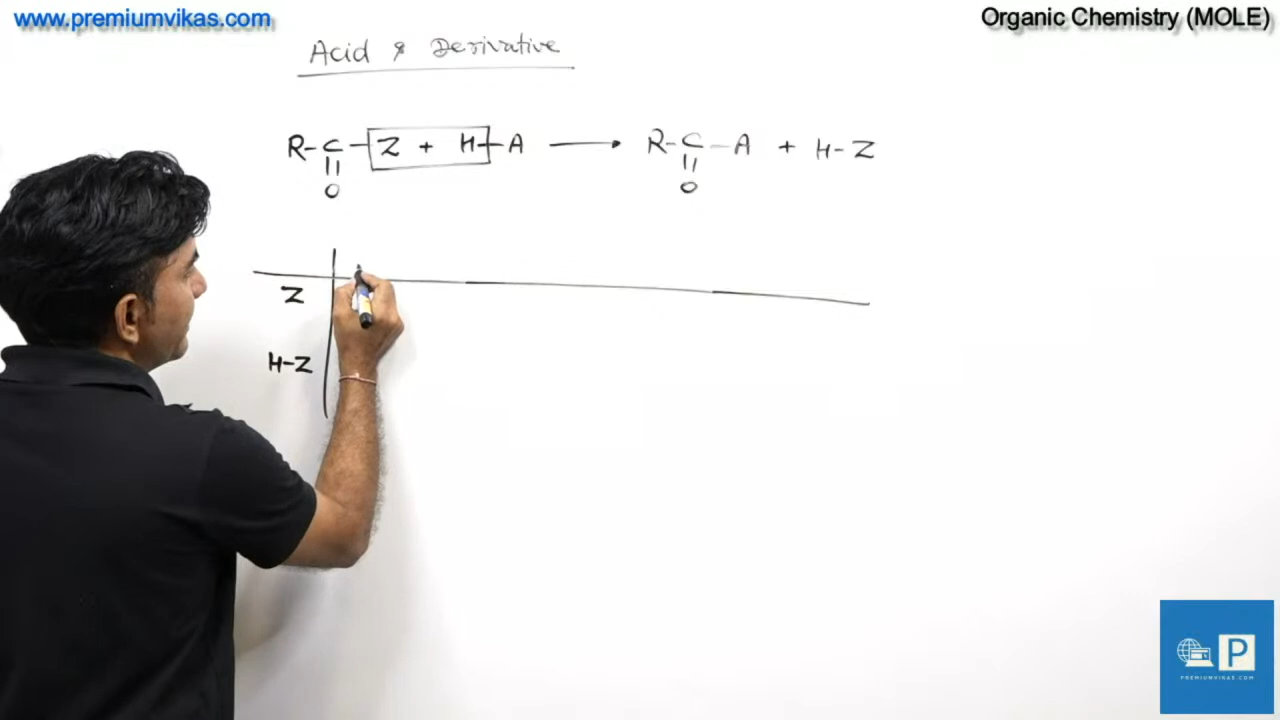 www.premiumvikas.com
Organic Chemistry (MOLE)
Acid & Derivative
R-C-Z + H-A ⟶ R-C-A + H-Z
|| ||
O O
Z
H-Z
P
PREMIUMVIKAS.COM